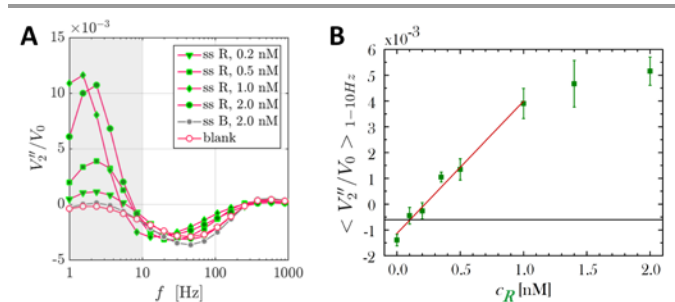 A
×10⁻³
15
10
5
0
-5
V₂''/V₀
ss R, 0.2 nM
ss R, 0.5 nM
ss R, 1.0 nM
ss R, 2.0 nM
ss B, 2.0 nM
blank
1 10 100 1000
f [Hz]
B
×10⁻³
6
5
4
3
2
1
0
-1
-2
< V₂''/V₀ > 1−10Hz
0.0 0.5 1.0 1.5 2.0
c_R [nM]